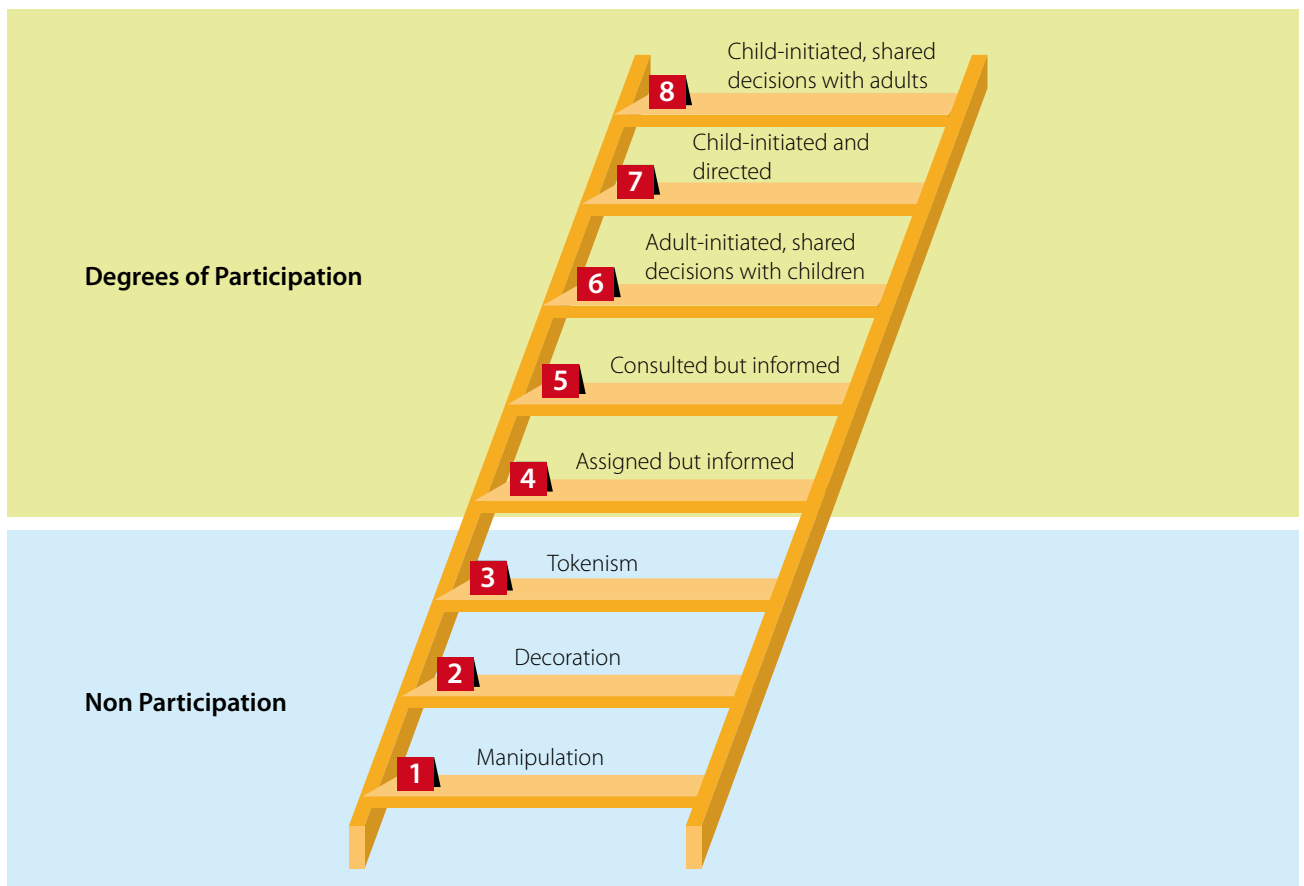 Child-initiated, shared
decisions with adults
8
Child-initiated and
directed
7
Adult-initiated, shared
decisions with children
6
Degrees of Participation
Consulted but informed
5
Assigned but informed
4
Tokenism
3
Decoration
2
Non Participation
Manipulation
1